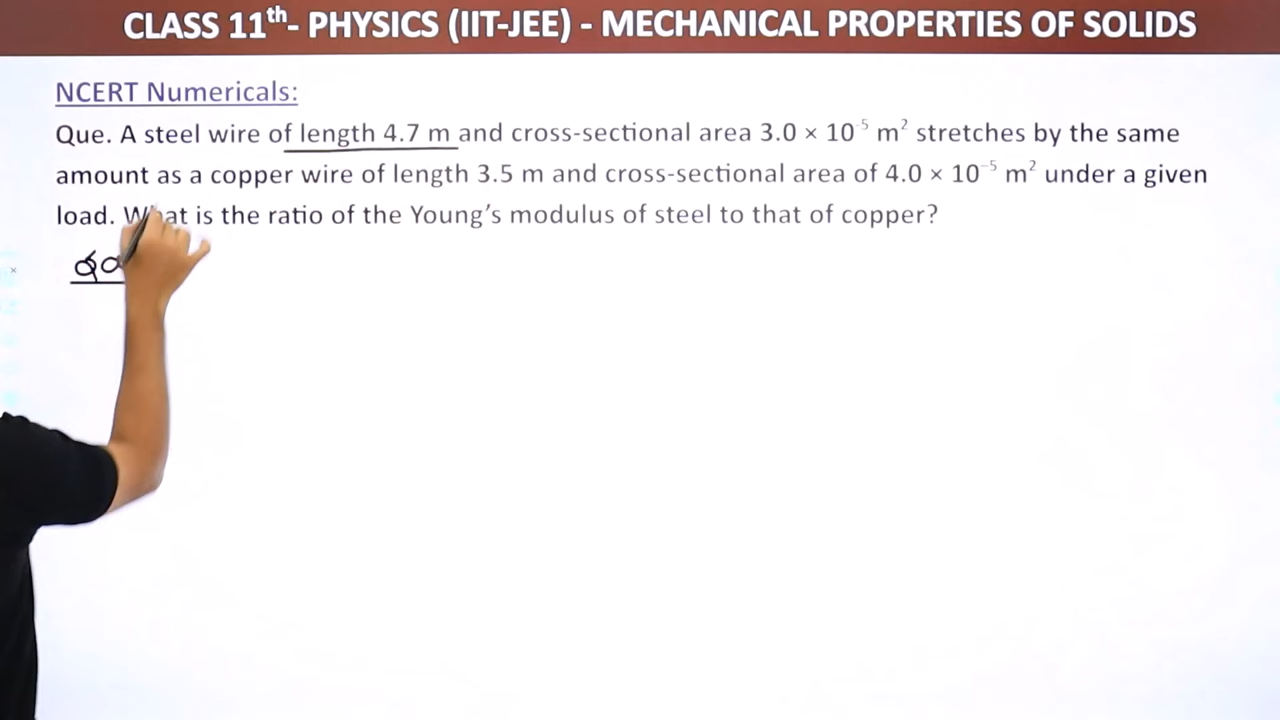 CLASS 11th- PHYSICS (IIT-JEE) - MECHANICAL PROPERTIES OF SOLIDS
NCERT Numericals:
Que. A steel wire of length 4.7 m and cross-sectional area 3.0 × 10⁻⁵ m² stretches by the same
amount as a copper wire of length 3.5 m and cross-sectional area of 4.0 × 10⁻⁵ m² under a given
load. What is the ratio of the Young’s modulus of steel to that of copper?